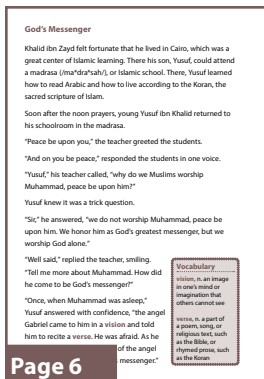 God's Messenger
Khalid ibn Zayd felt fortunate that he lived in Cairo, which was a
great center of Islamic learning. There his son, Yusuf, could attend
a madrasa (/ma*dra*sah/), or Islamic school. There, Yusuf learned
how to read Arabic and how to live according to the Koran, the
sacred scripture of Islam.
Soon after the noon prayers, young Yusuf ibn Khalid returned to
his schoolroom in the madrasa.
"Peace be upon you," the teacher greeted the students.
"And on you be peace," responded the students in one voice.
"Yusuf," his teacher called, "why do we Muslims worship
Muhammad, peace be upon him?"
Yusuf knew it was a trick question.
"Sir," he answered, "we do not worship Muhammad, peace be
upon him. We honor him as God's greatest messenger, but we
worship God alone."
"Well said," replied the teacher, smiling.
"Tell me more about Muhammad. How did
he come to be God's messenger?"
"Once, when Muhammad was asleep,"
Yusuf answered with confidence, "the angel
Gabriel came to him in a vision and told
him to recite a verse. He was afraid. As he
of the angel
messenger."
Vocabulary
vision, n. an image
in one's mind or
imagination that
others cannot see
verse, n. a part of
a poem, song, or
religious text, such
as the Bible, or
rhymed prose, such
as the Koran
Page 6